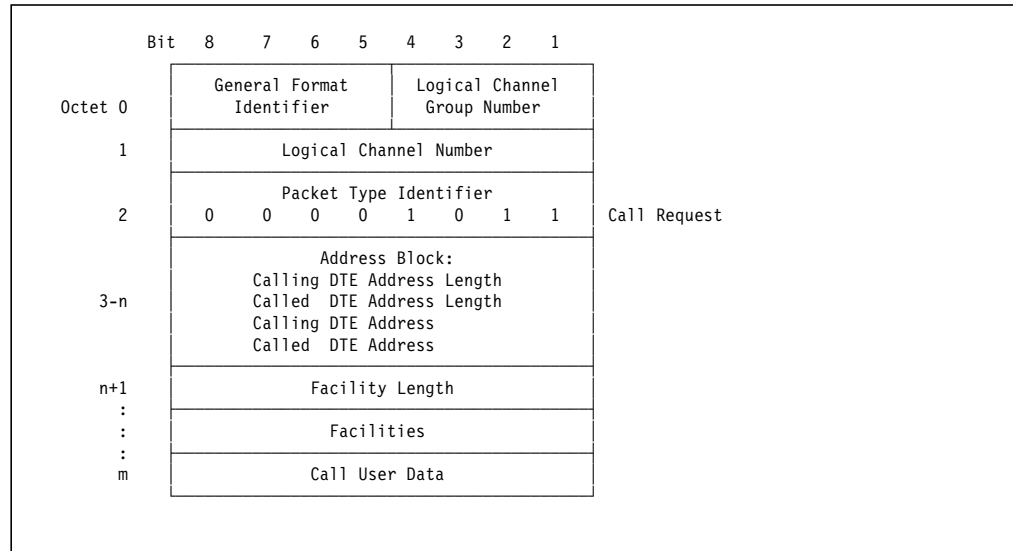 Bit 8 7 6 5 4 3 2 1
General Format Logical Channel
Octet 0 Identifier Group Number
1 Logical Channel Number
Packet Type Identifier
2 0 0 0 0 1 0 1 1 Call Request
Address Block:
Calling DTE Address Length
3-n Called DTE Address Length
Calling DTE Address
Called DTE Address
n+1 Facility Length
:
: Facilities
:
m Call User Data